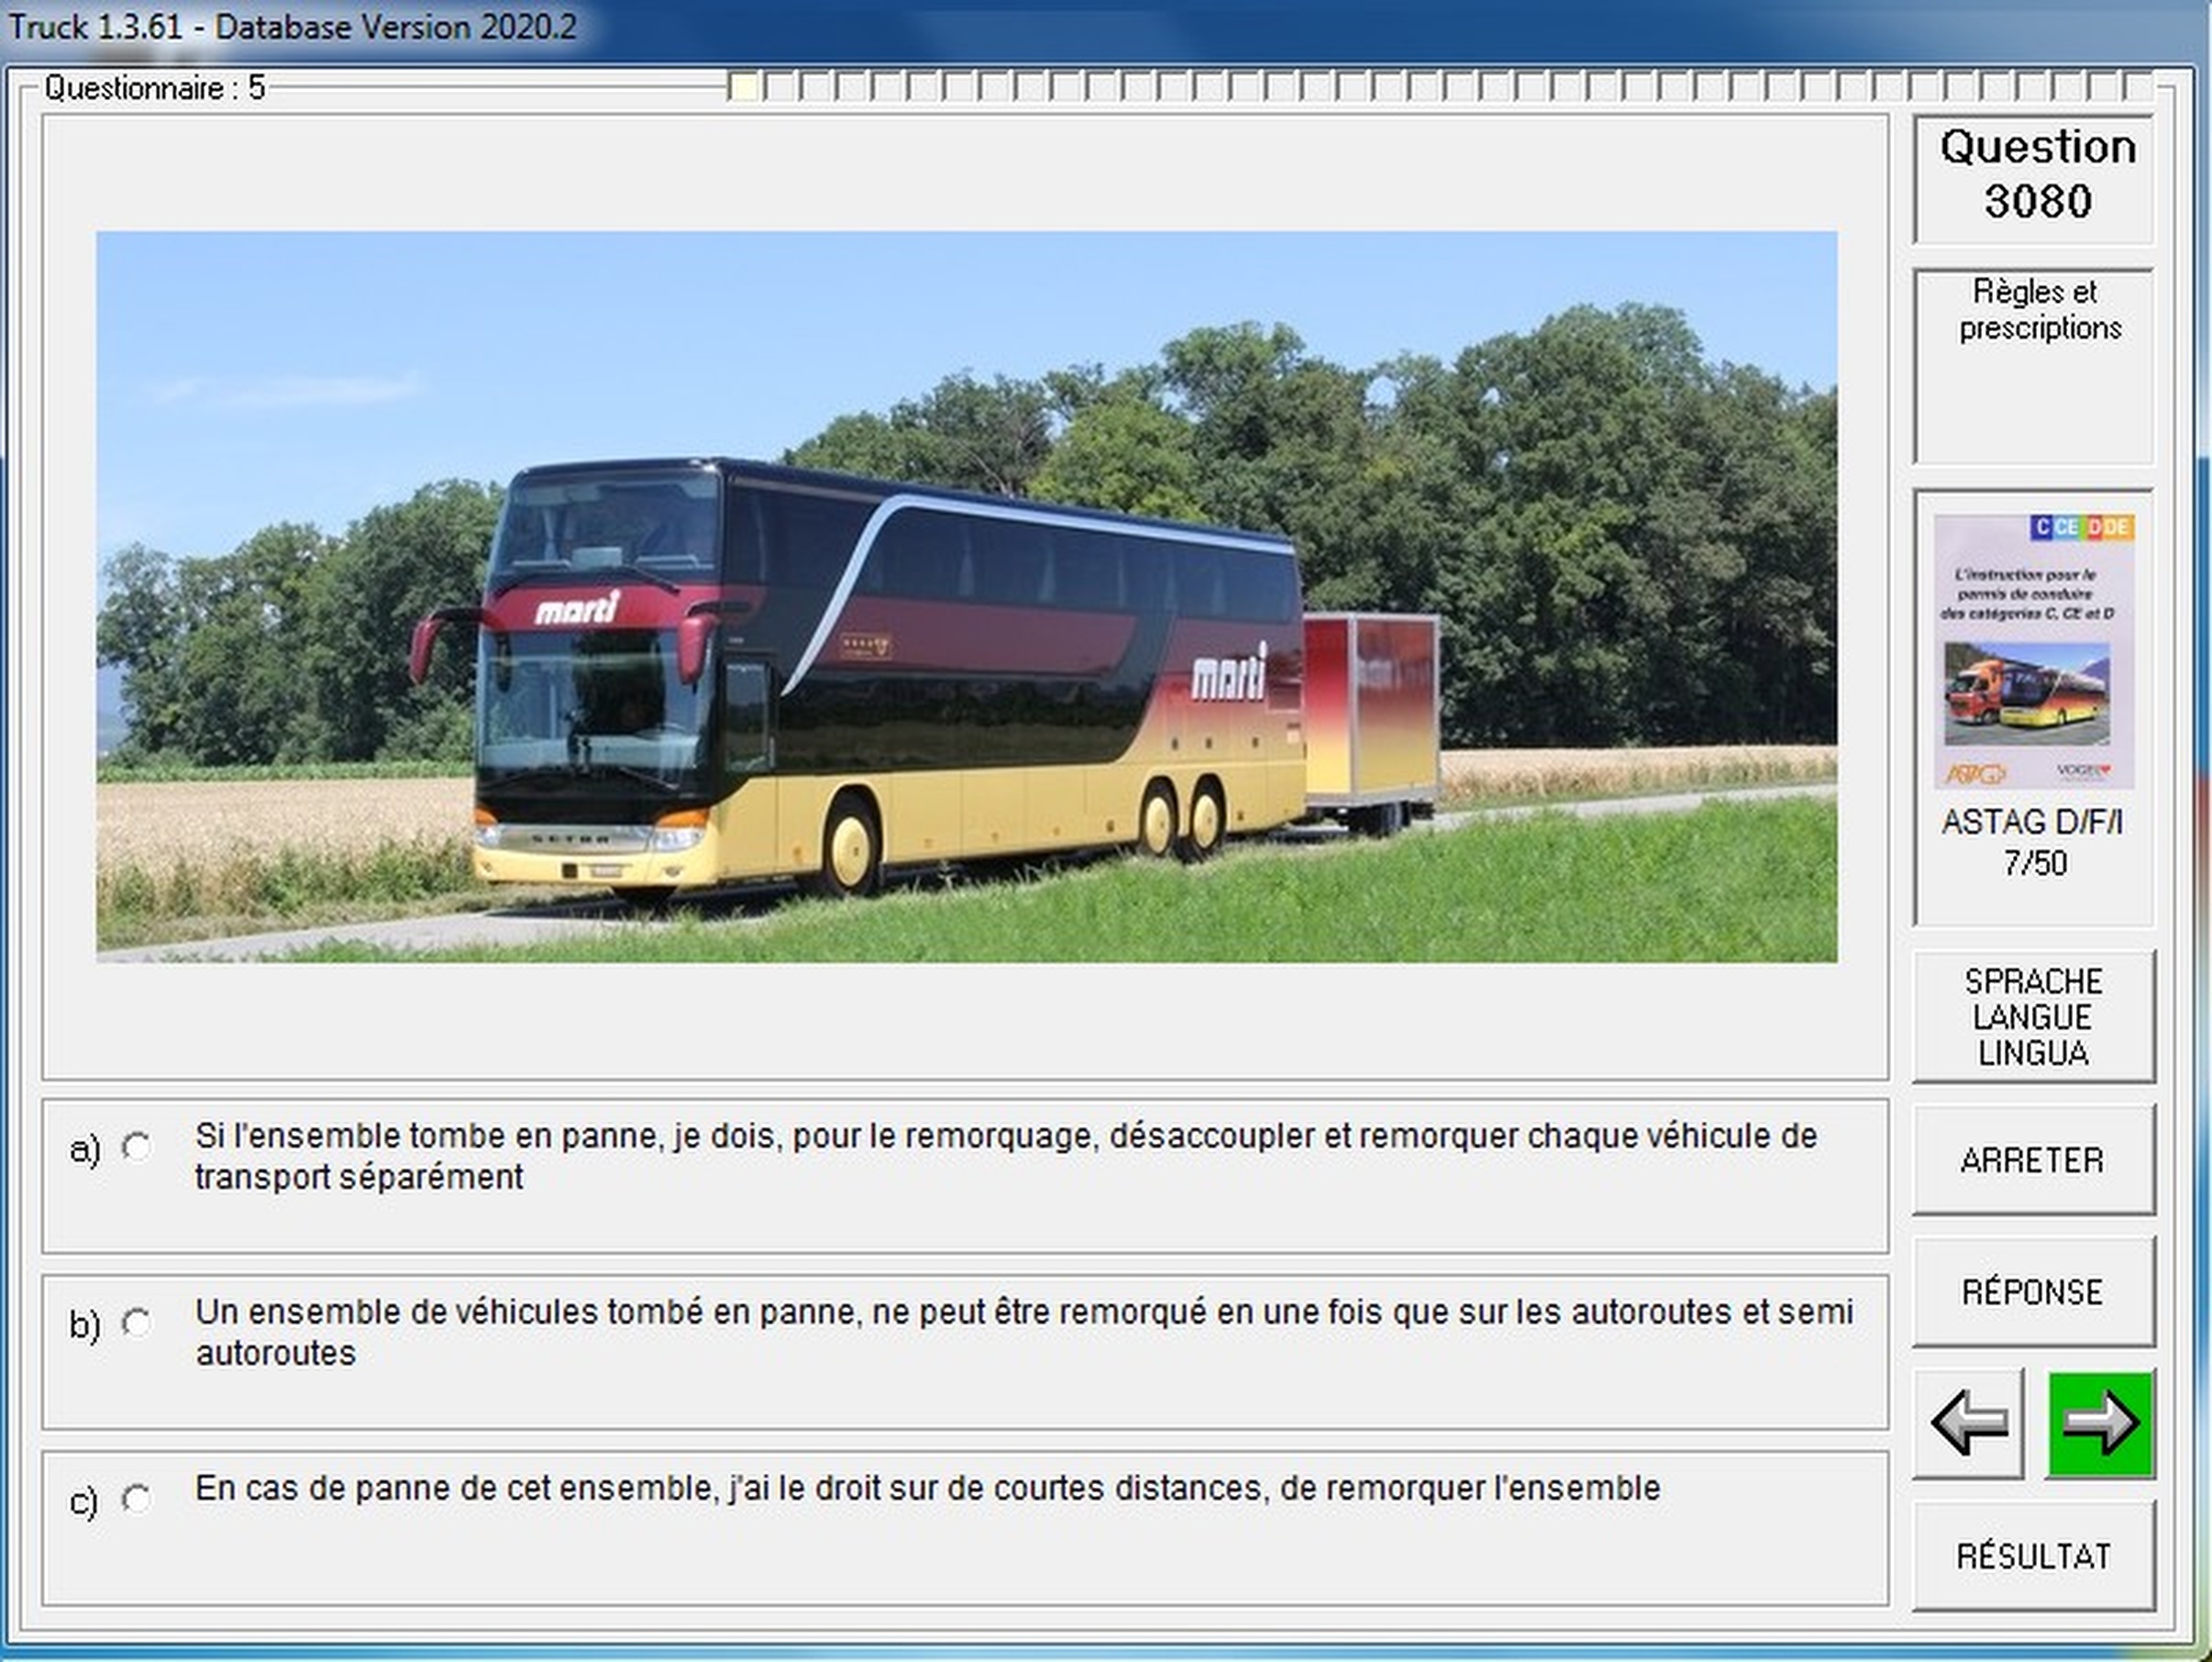 Truck 1.3.61 - Database Version 2020.2
Questionnaire : 5
Question
3080
Règles et
prescriptions
marti
marti
SETRA
C CE D DE
L'instruction pour le
permis de conduire
des catégories C, CE et D
ASTAG
VOGEL
ASTAG D/F/I
7/50
SPRACHE
LANGUE
LINGUA
a) Si l'ensemble tombe en panne, je dois, pour le remorquage, désaccoupler et remorquer chaque véhicule de
transport séparément
ARRETER
b) Un ensemble de véhicules tombé en panne, ne peut être remorqué en une fois que sur les autoroutes et semi
autoroutes
RÉPONSE
c) En cas de panne de cet ensemble, j'ai le droit sur de courtes distances, de remorquer l'ensemble
RÉSULTAT